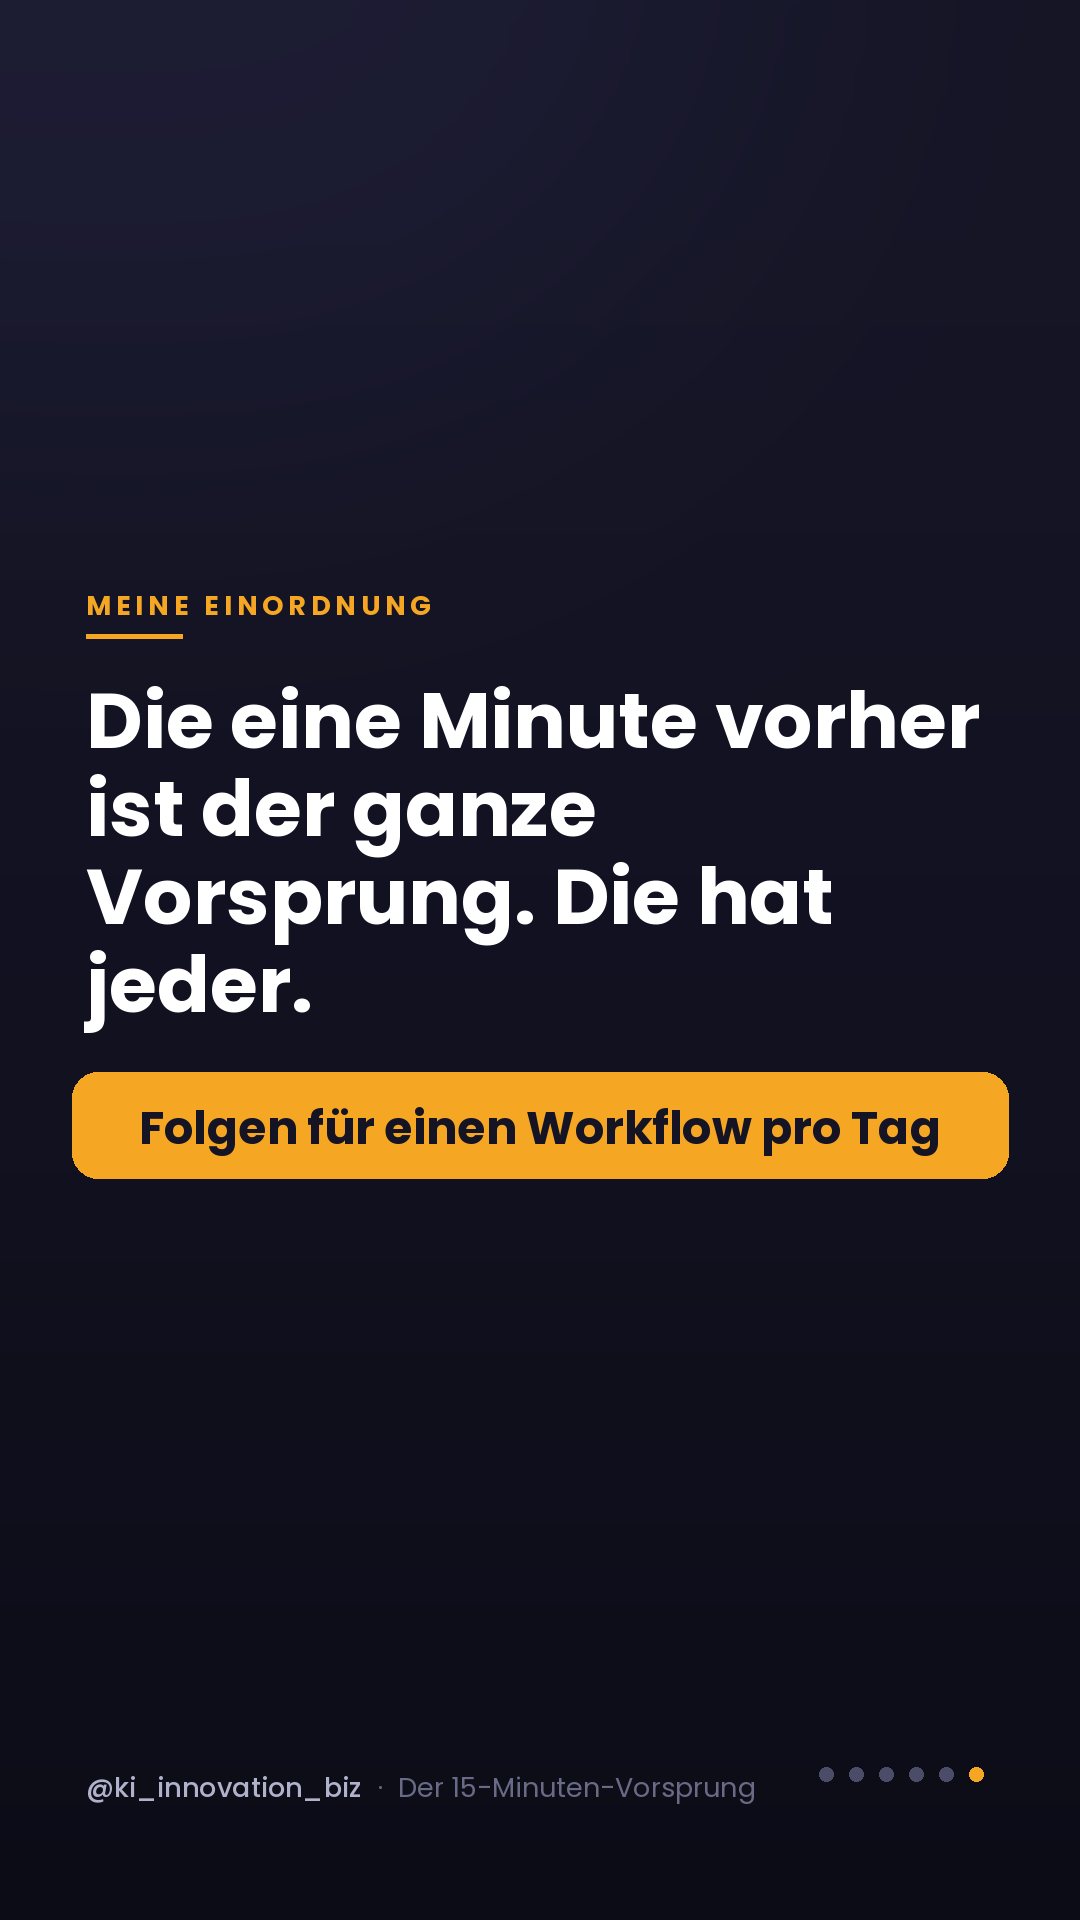 MEINE EINORDNUNG
Die eine Minute vorher
ist der ganze
Vorsprung. Die hat
jeder.
Folgen für einen Workflow pro Tag
@ki_innovation_biz · Der 15-Minuten-Vorsprung